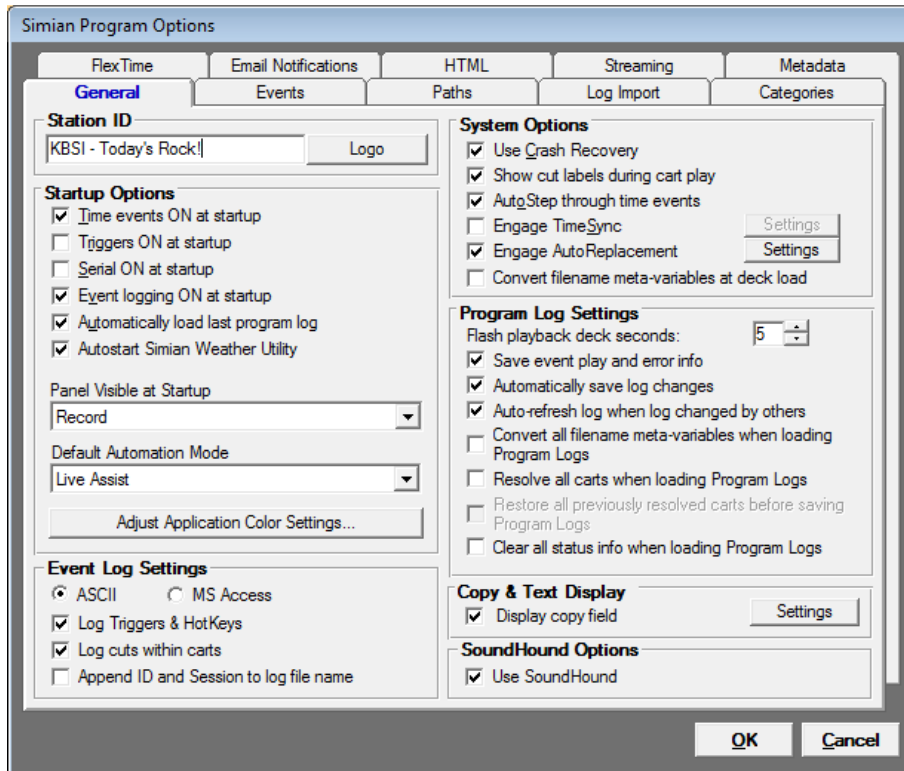 Simian Program Options
FlexTime
Email Notifications
HTML
Streaming
Metadata
General
Events
Paths
Log Import
Categories
Station ID
KBSI - Today's Rock!
Logo
Startup Options
Time events ON at startup
Triggers ON at startup
Serial ON at startup
Event logging ON at startup
Automatically load last program log
Autostart Simian Weather Utility
Panel Visible at Startup
Record
Default Automation Mode
Live Assist
Adjust Application Color Settings...
Event Log Settings
ASCII
MS Access
Log Triggers & HotKeys
Log cuts within carts
Append ID and Session to log file name
System Options
Use Crash Recovery
Show cut labels during cart play
AutoStep through time events
Engage TimeSync
Settings
Engage AutoReplacement
Settings
Convert filename meta-variables at deck load
Program Log Settings
Flash playback deck seconds:
5
Save event play and error info
Automatically save log changes
Auto-refresh log when log changed by others
Convert all filename meta-variables when loading
Program Logs
Resolve all carts when loading Program Logs
Restore all previously resolved carts before saving
Program Logs
Clear all status info when loading Program Logs
Copy & Text Display
Display copy field
Settings
SoundHound Options
Use SoundHound
OK
Cancel